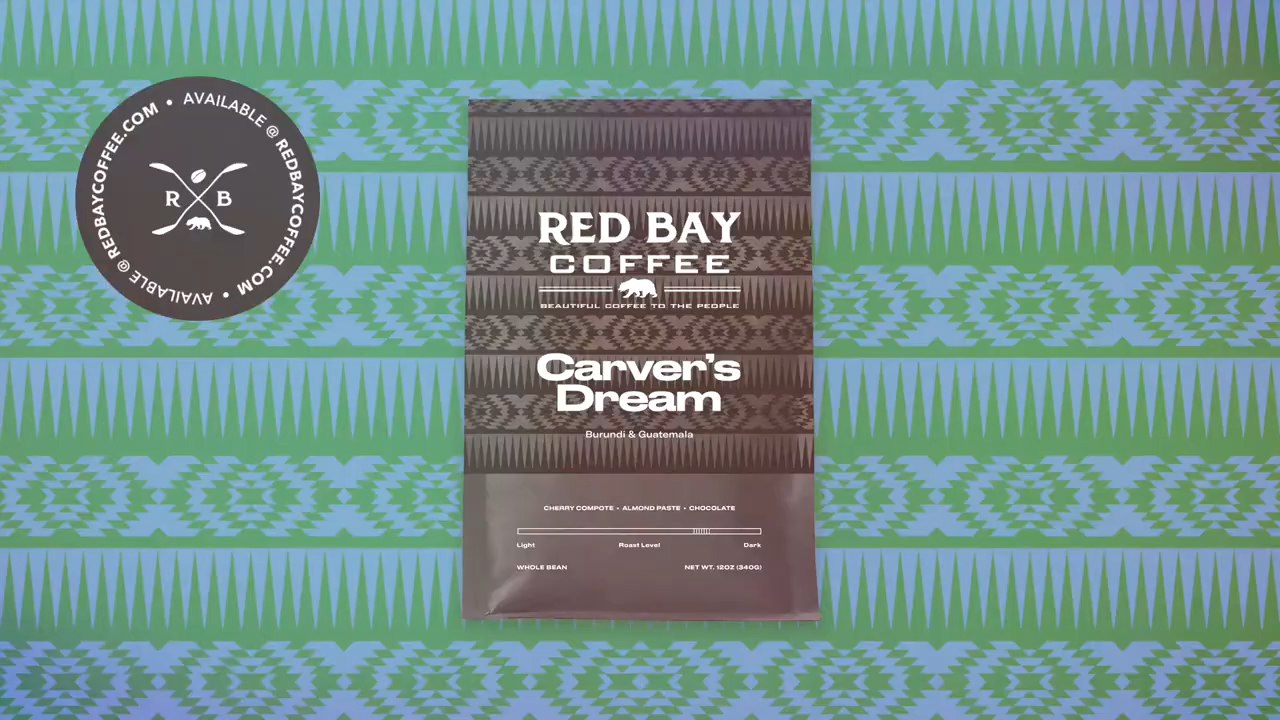 AVAILABLE @ REDBAYCOFFEE.COM • AVAILABLE @ REDBAYCOFFEE.COM •
R B
RED BAY
COFFEE
BEAUTIFUL COFFEE TO THE PEOPLE
Carver's
Dream
Burundi & Guatemala
CHERRY COMPOTE • ALMOND PASTE • CHOCOLATE
Light Roast Level Dark
WHOLE BEAN NET WT. 12OZ (340G)